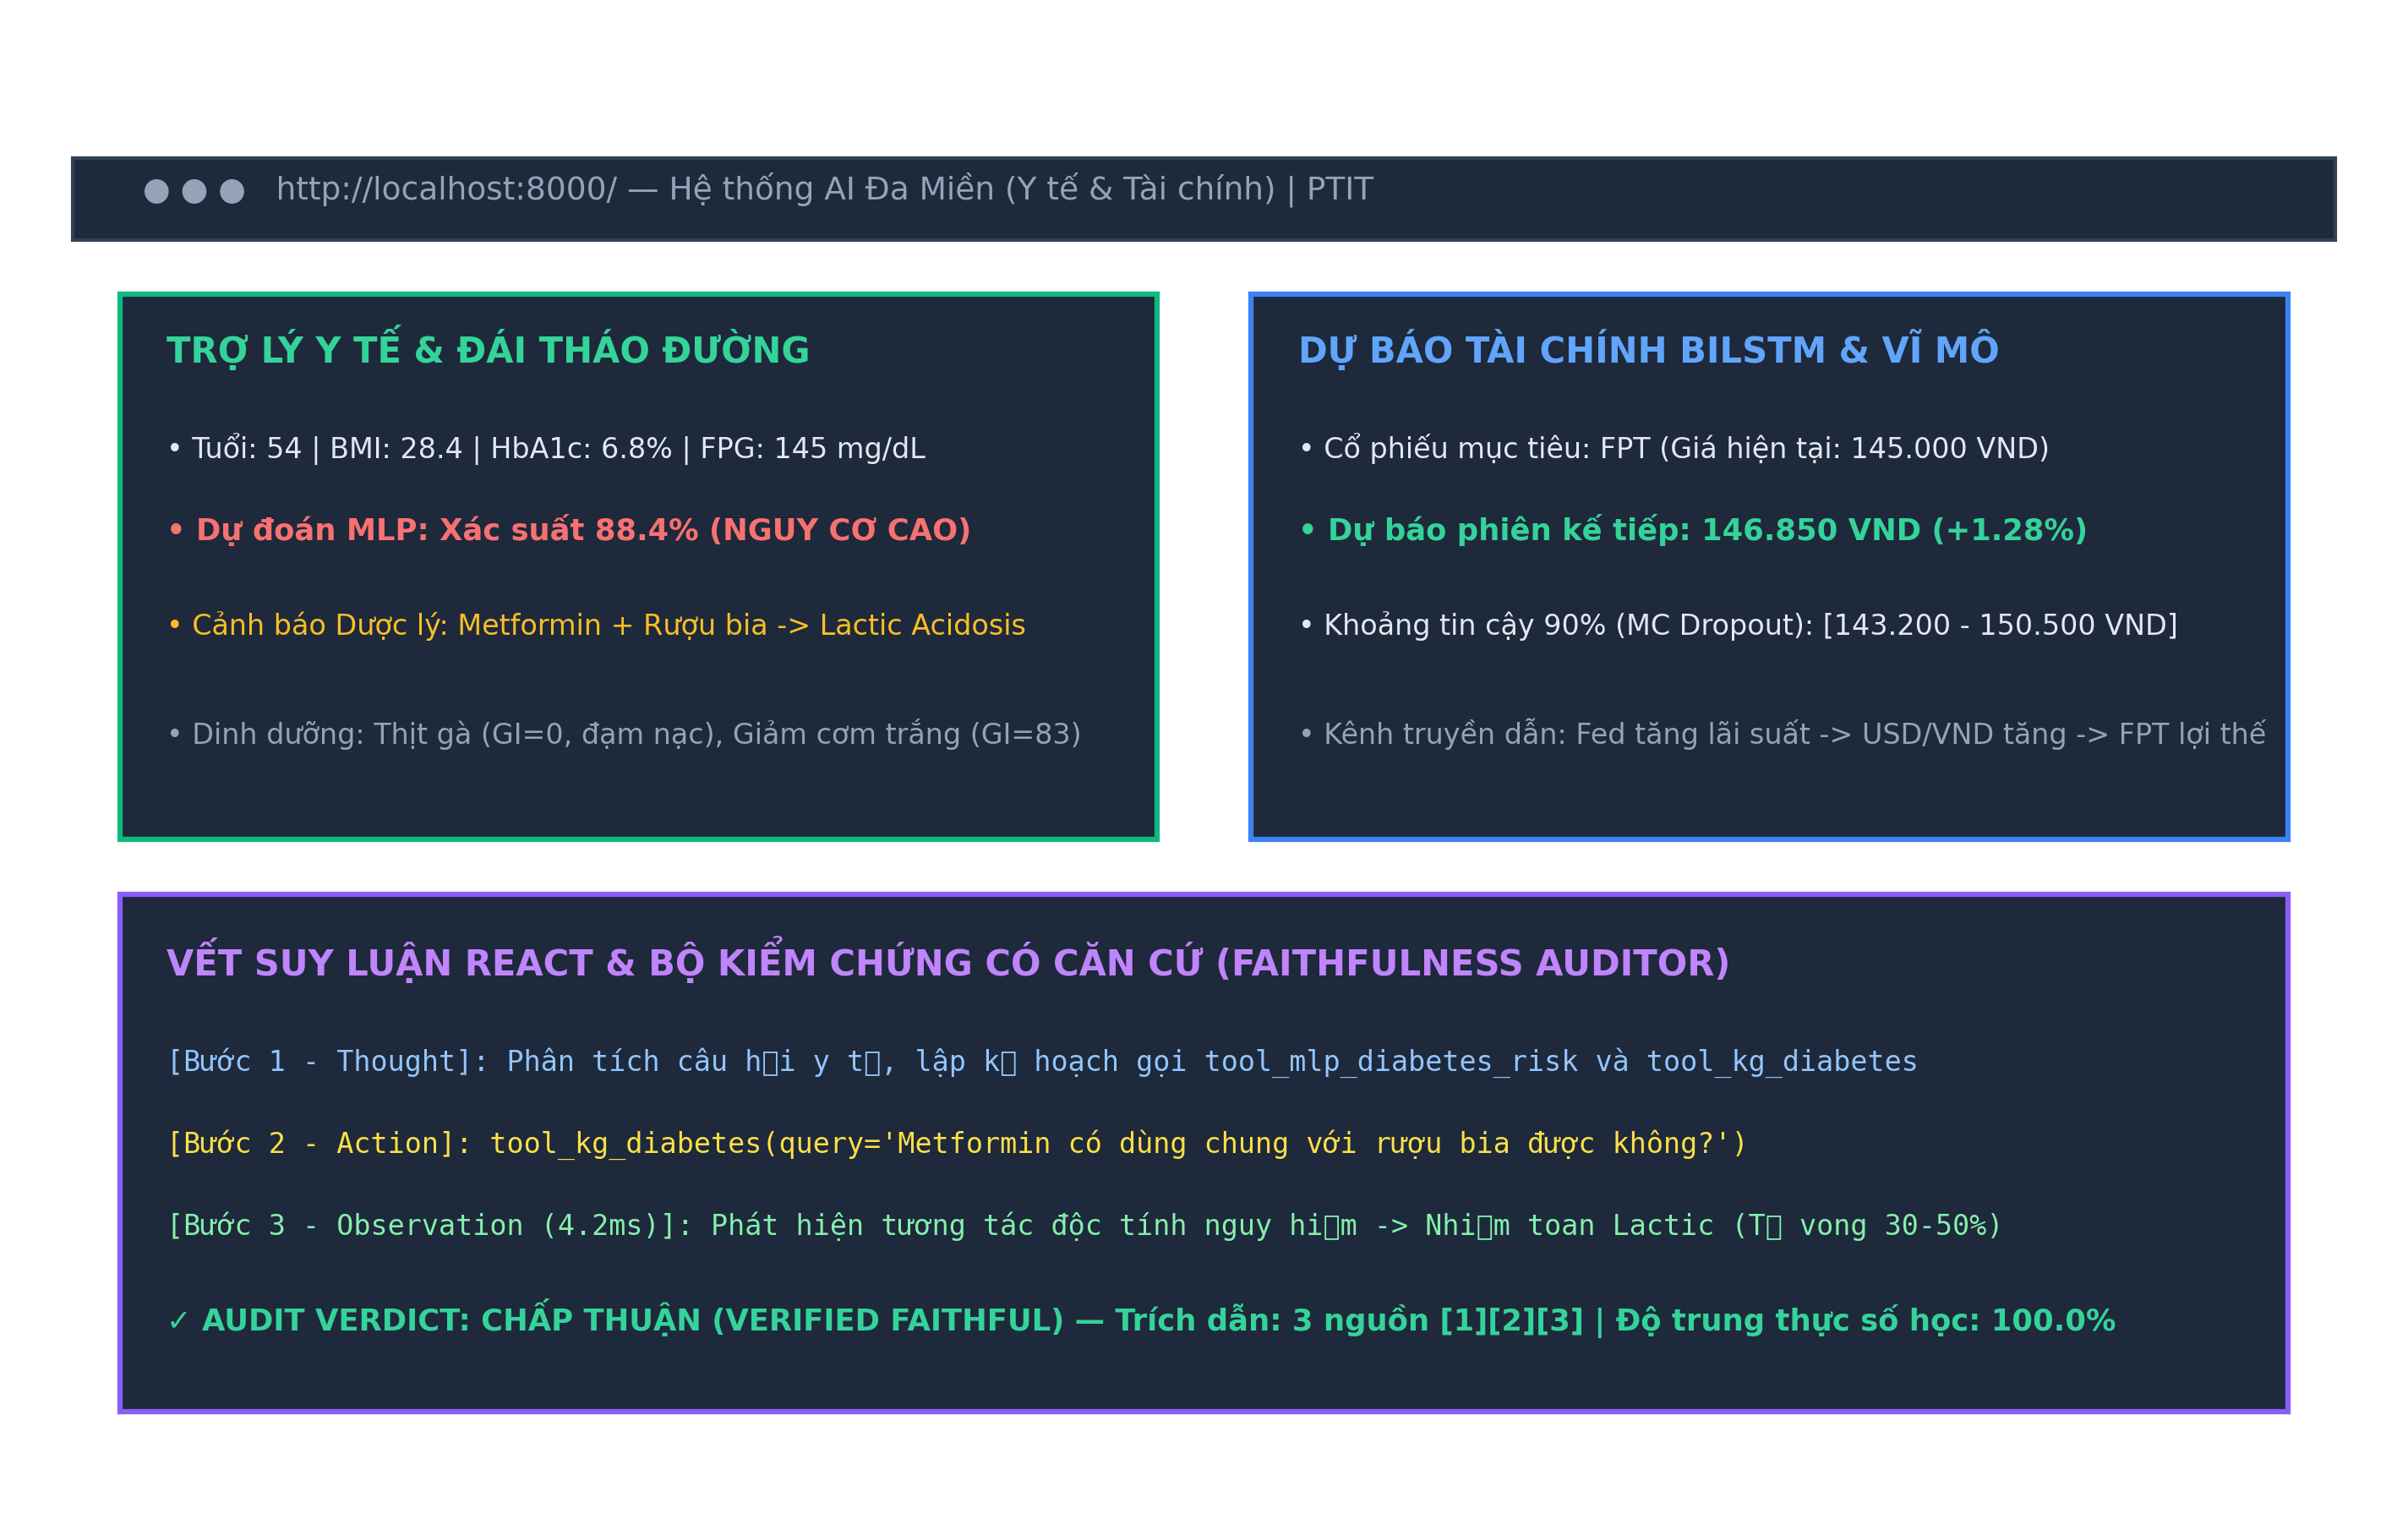 http://localhost:8000/ — Hệ thống AI Đa Miền (Y tế & Tài chính) | PTIT
TRỢ LÝ Y TẾ & ĐÁI THÁO ĐƯỜNG
• Tuổi: 54 | BMI: 28.4 | HbA1c: 6.8% | FPG: 145 mg/dL
• Dự đoán MLP: Xác suất 88.4% (NGUY CƠ CAO)
• Cảnh báo Dược lý: Metformin + Rượu bia -> Lactic Acidosis
• Dinh dưỡng: Thịt gà (GI=0, đạm nạc), Giảm cơm trắng (GI=83)
DỰ BÁO TÀI CHÍNH BILSTM & VĨ MÔ
• Cổ phiếu mục tiêu: FPT (Giá hiện tại: 145.000 VND)
• Dự báo phiên kế tiếp: 146.850 VND (+1.28%)
• Khoảng tin cậy 90% (MC Dropout): [143.200 - 150.500 VND]
• Kênh truyền dẫn: Fed tăng lãi suất -> USD/VND tăng -> FPT lợi thế
VẾT SUY LUẬN REACT & BỘ KIỂM CHỨNG CÓ CĂN CỨ (FAITHFULNESS AUDITOR)
[Bước 1 - Thought]: Phân tích câu h▯i y t▯, lập k▯ hoạch gọi tool_mlp_diabetes_risk và tool_kg_diabetes
[Bước 2 - Action]: tool_kg_diabetes(query='Metformin có dùng chung với rượu bia được không?')
[Bước 3 - Observation (4.2ms)]: Phát hiện tương tác độc tính nguy hi▯m -> Nhi▯m toan Lactic (T▯ vong 30-50%)
✓ AUDIT VERDICT: CHẤP THUẬN (VERIFIED FAITHFUL) — Trích dẫn: 3 nguồn [1][2][3] | Độ trung thực số học: 100.0%